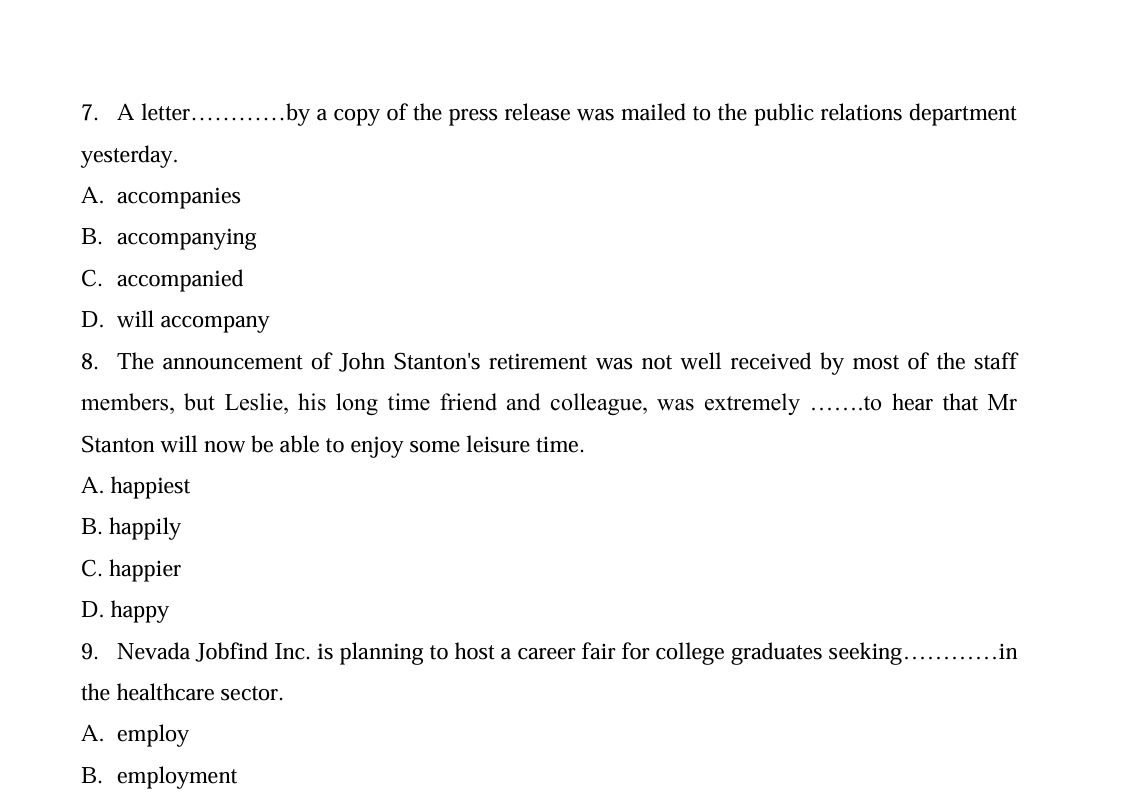 7. A letter…………by a copy of the press release was mailed to the public relations department
yesterday.
A. accompanies
B. accompanying
C. accompanied
D. will accompany
8. The announcement of John Stanton's retirement was not well received by most of the staff
members, but Leslie, his long time friend and colleague, was extremely …….to hear that Mr
Stanton will now be able to enjoy some leisure time.
A. happiest
B. happily
C. happier
D. happy
9. Nevada Jobfind Inc. is planning to host a career fair for college graduates seeking…………in
the healthcare sector.
A. employ
B. employment